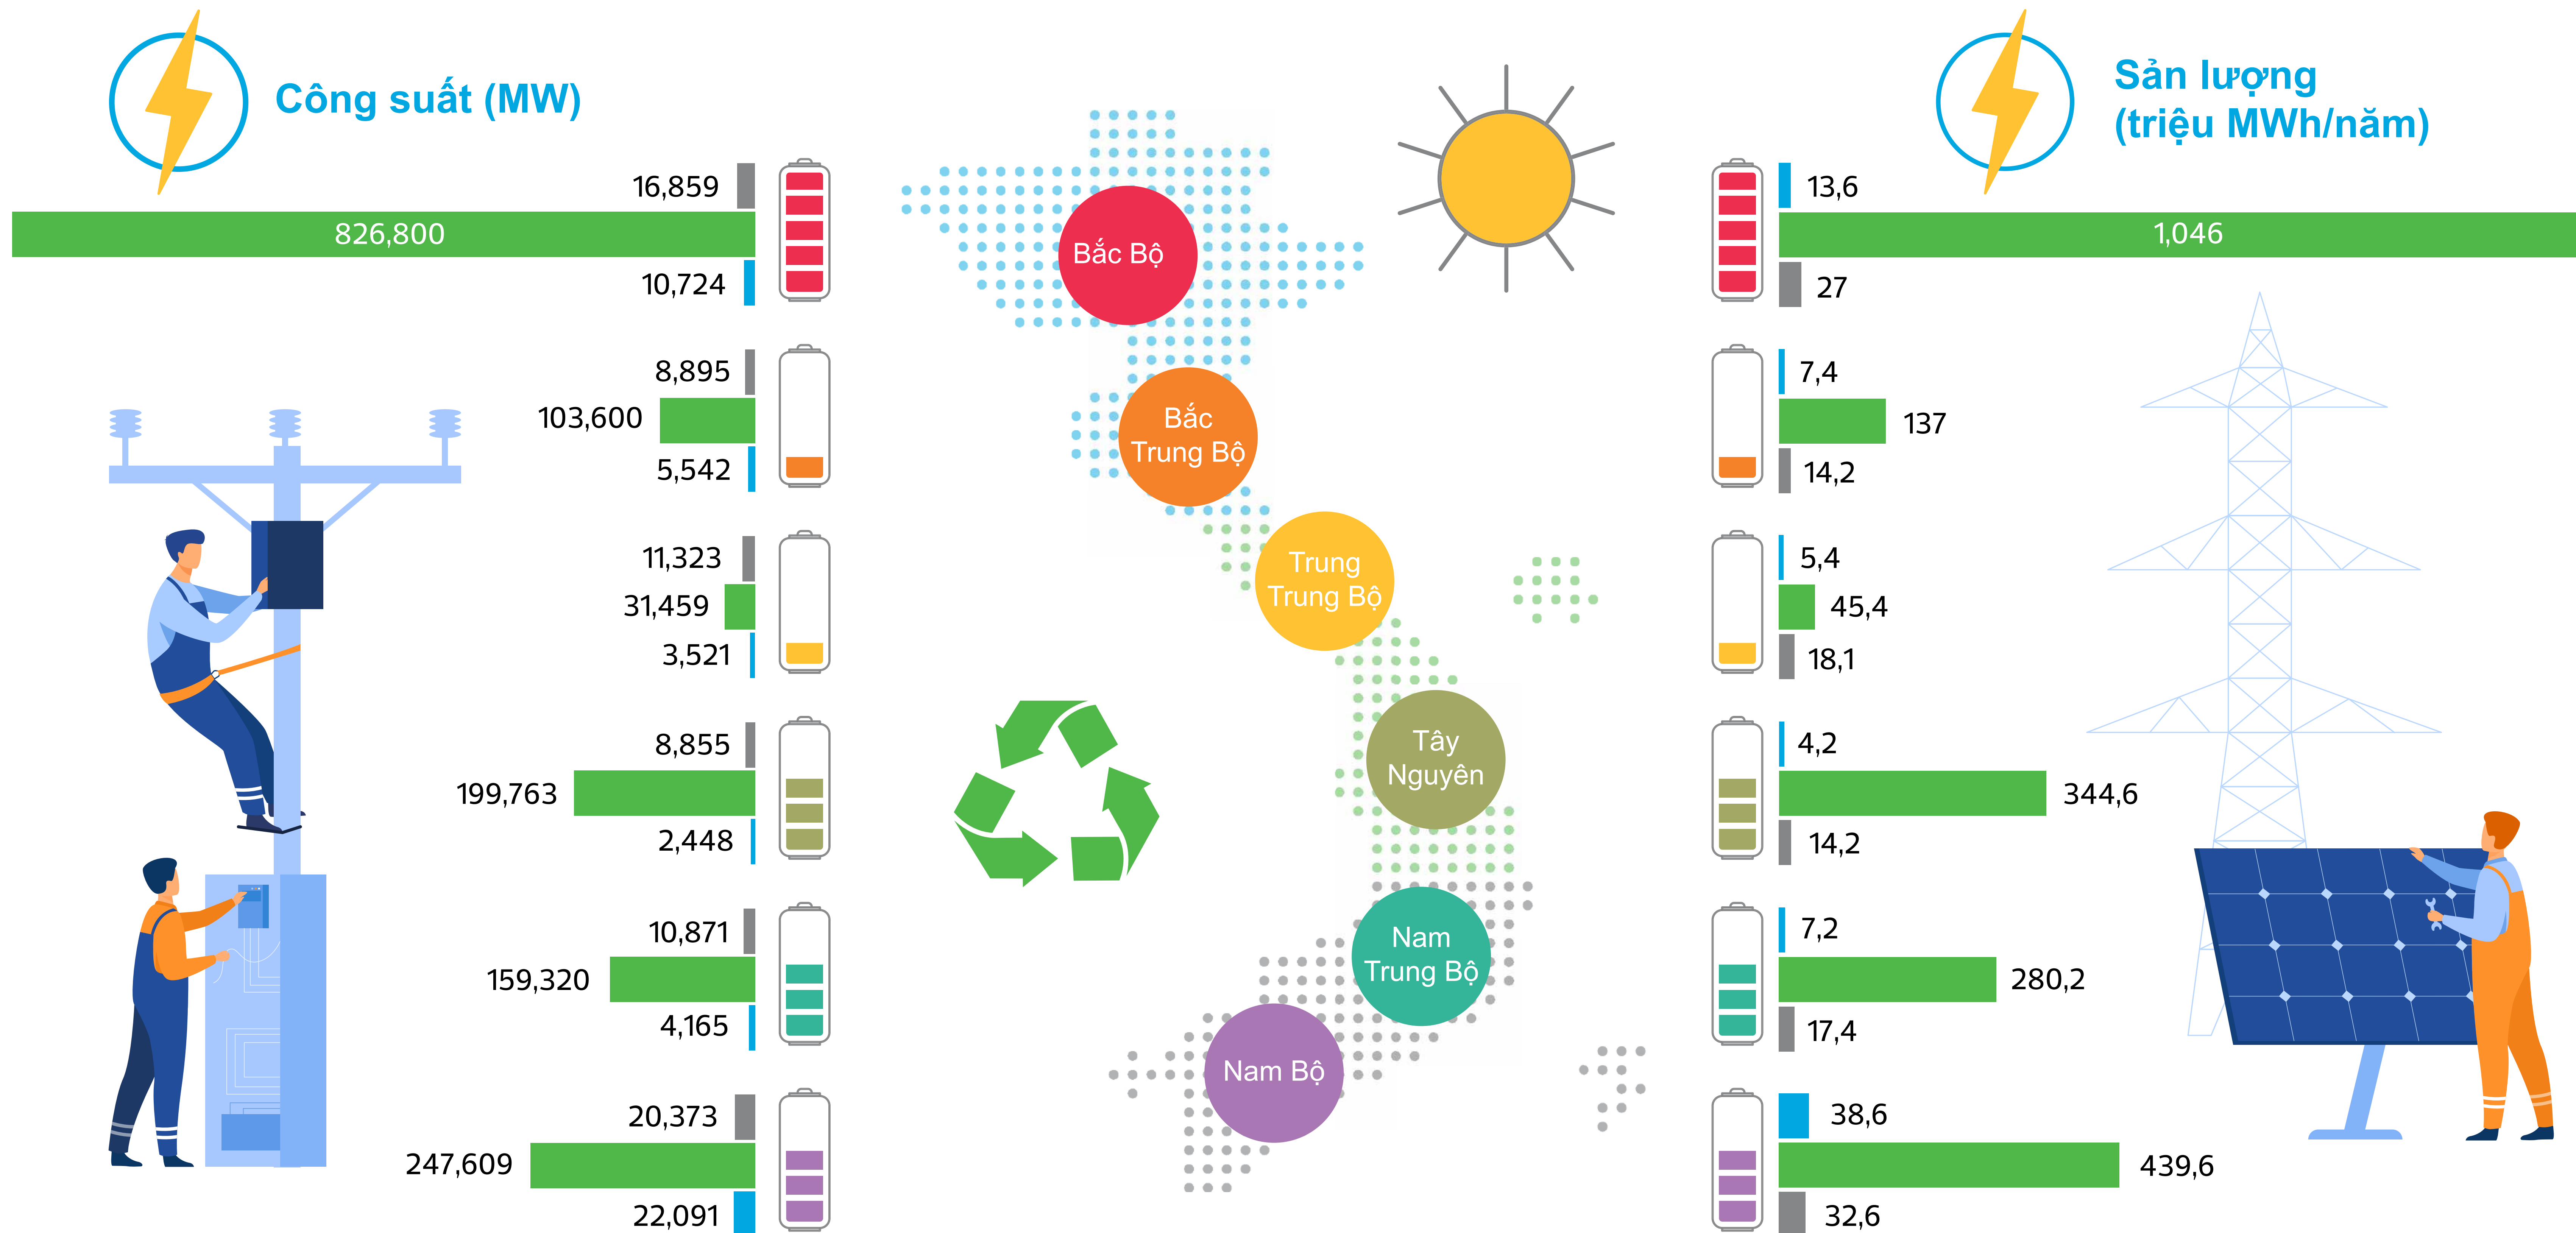 Công suất (MW)
16,859
826,800
10,724
8,895
103,600
5,542
11,323
31,459
3,521
8,855
199,763
2,448
10,871
159,320
4,165
20,373
247,609
22,091
Bắc Bộ
Bắc
Trung Bộ
Trung
Trung Bộ
Tây
Nguyên
Nam
Trung Bộ
Nam Bộ
Sản lượng
(triệu MWh/năm)
13,6
1,046
27
7,4
137
14,2
5,4
45,4
18,1
4,2
344,6
14,2
7,2
280,2
17,4
38,6
439,6
32,6